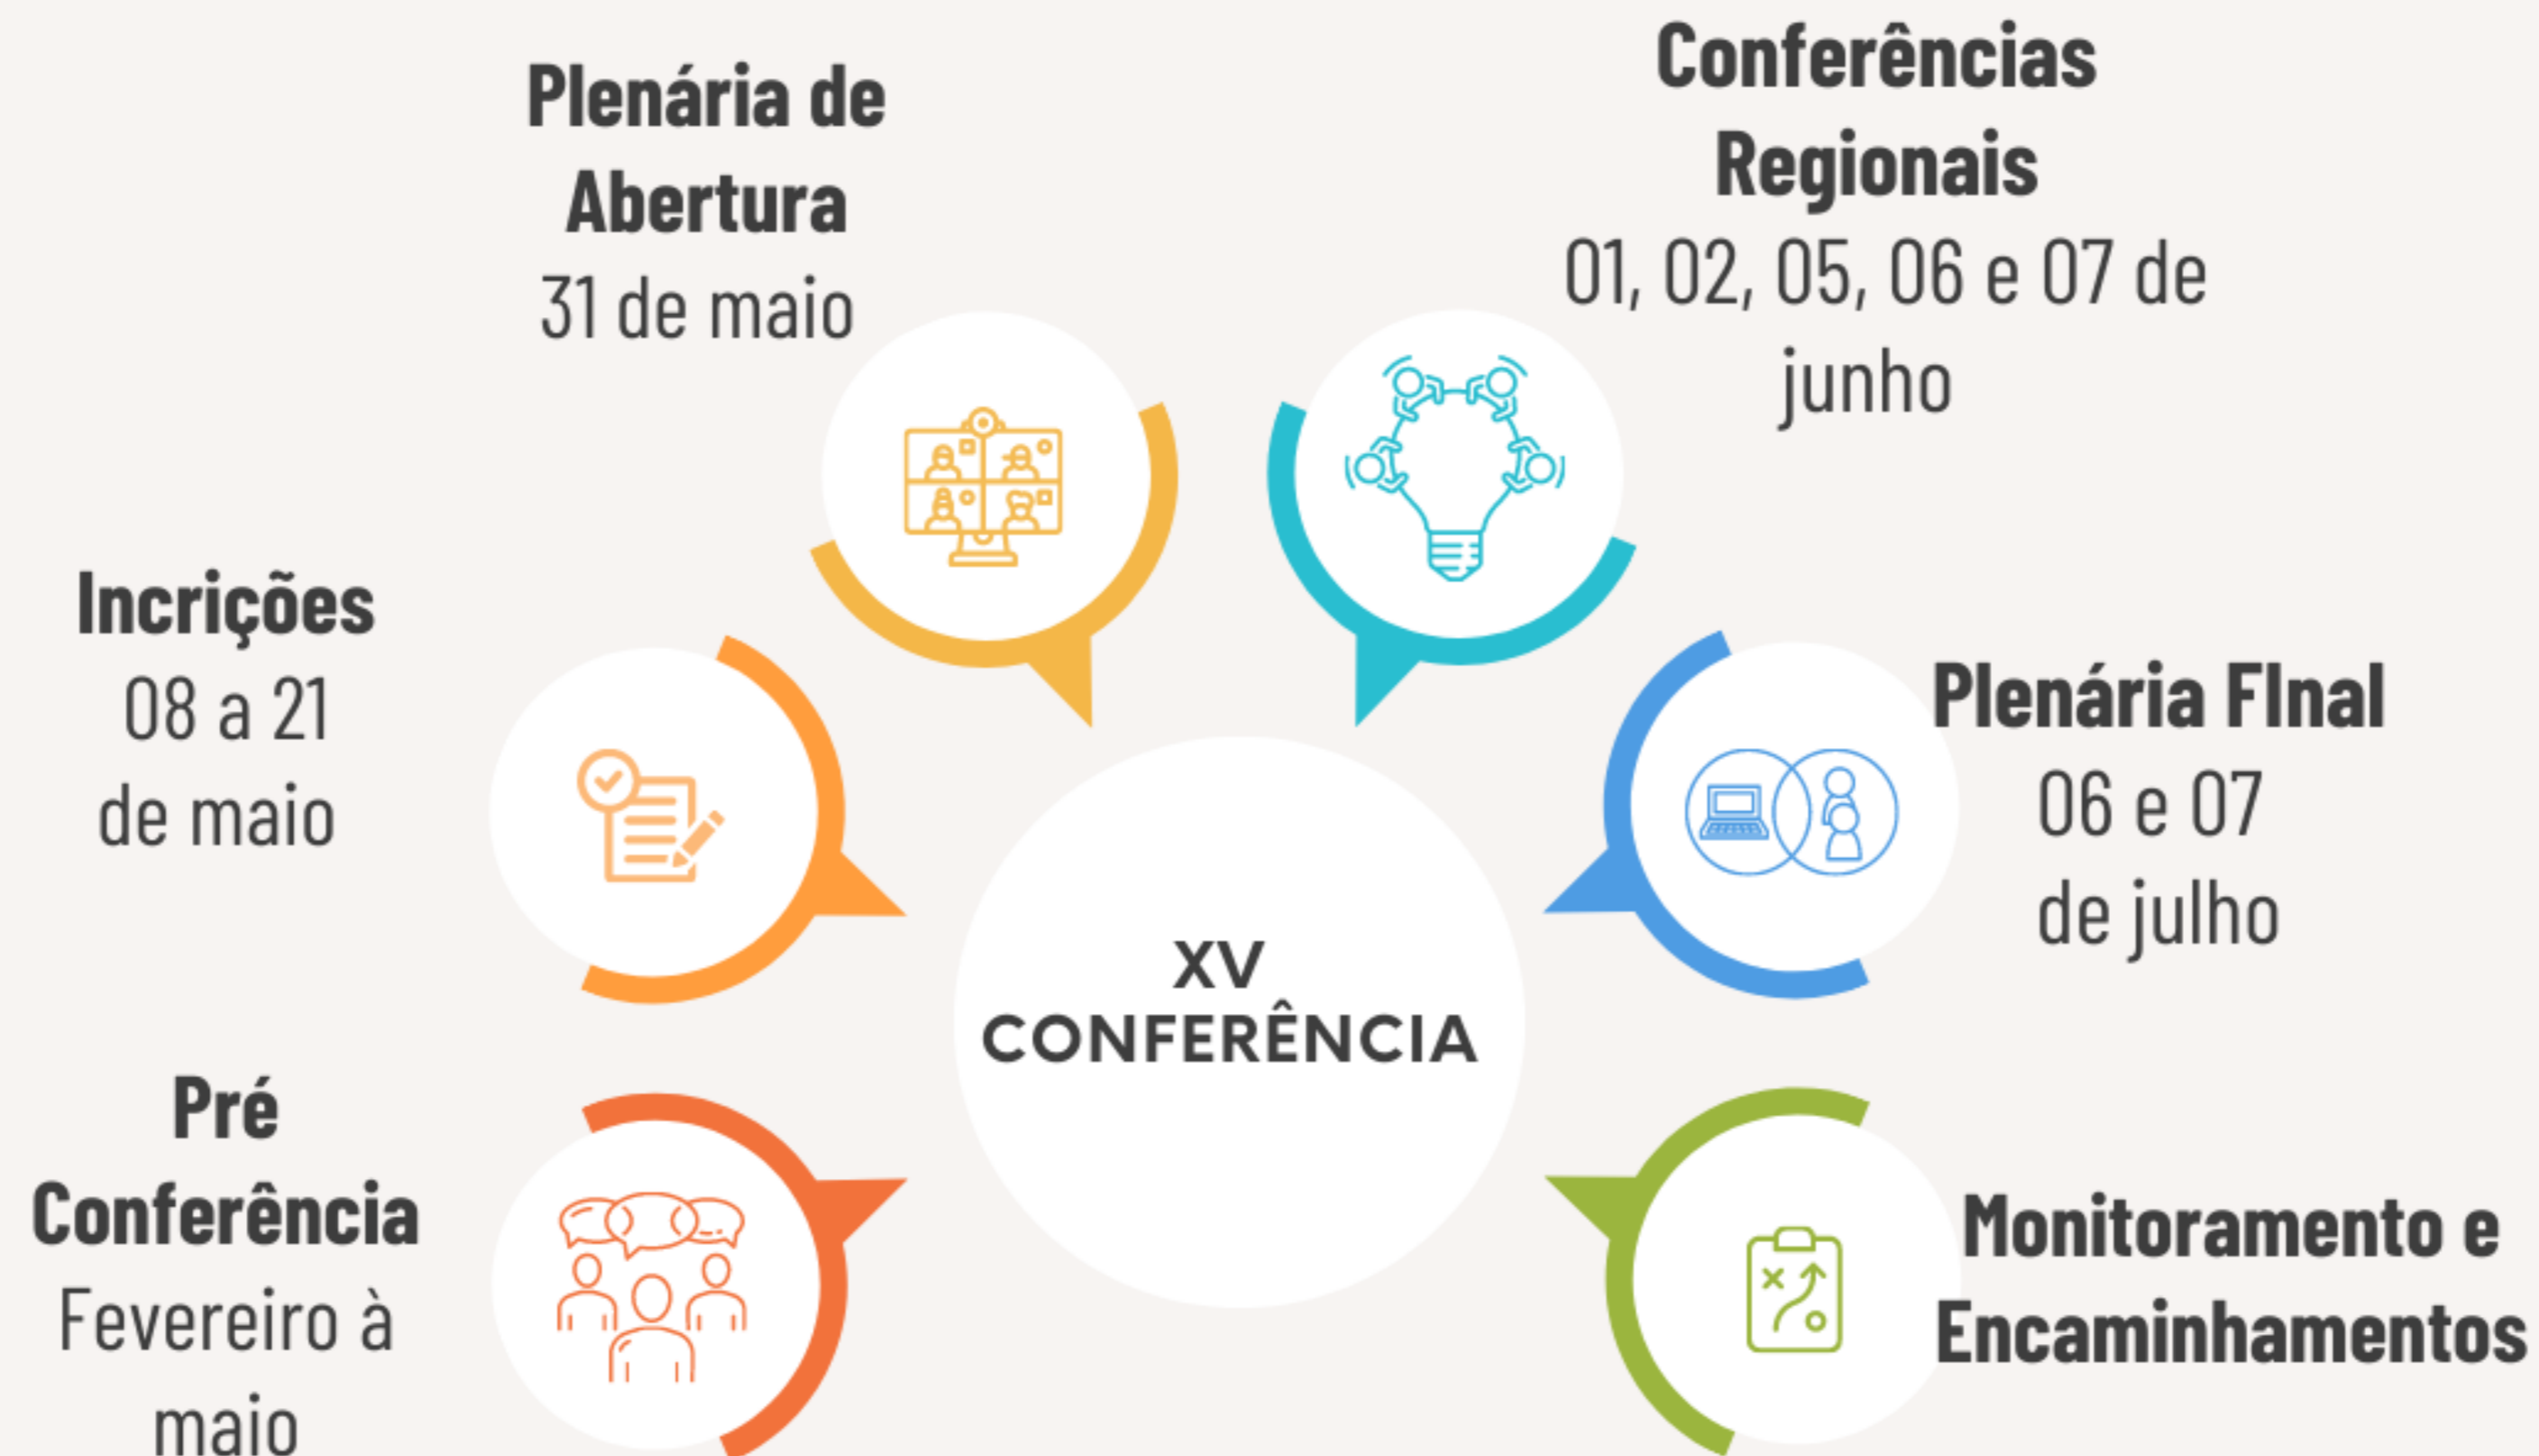 Plenária de
Abertura
31 de maio
Conferências
Regionais
01, 02, 05, 06 e 07 de
junho
Incrições
08 a 21
de maio
Plenária FInal
06 e 07
de julho
XV
CONFERÊNCIA
Pré
Conferência
Fevereiro à
maio
Monitoramento e
Encaminhamentos